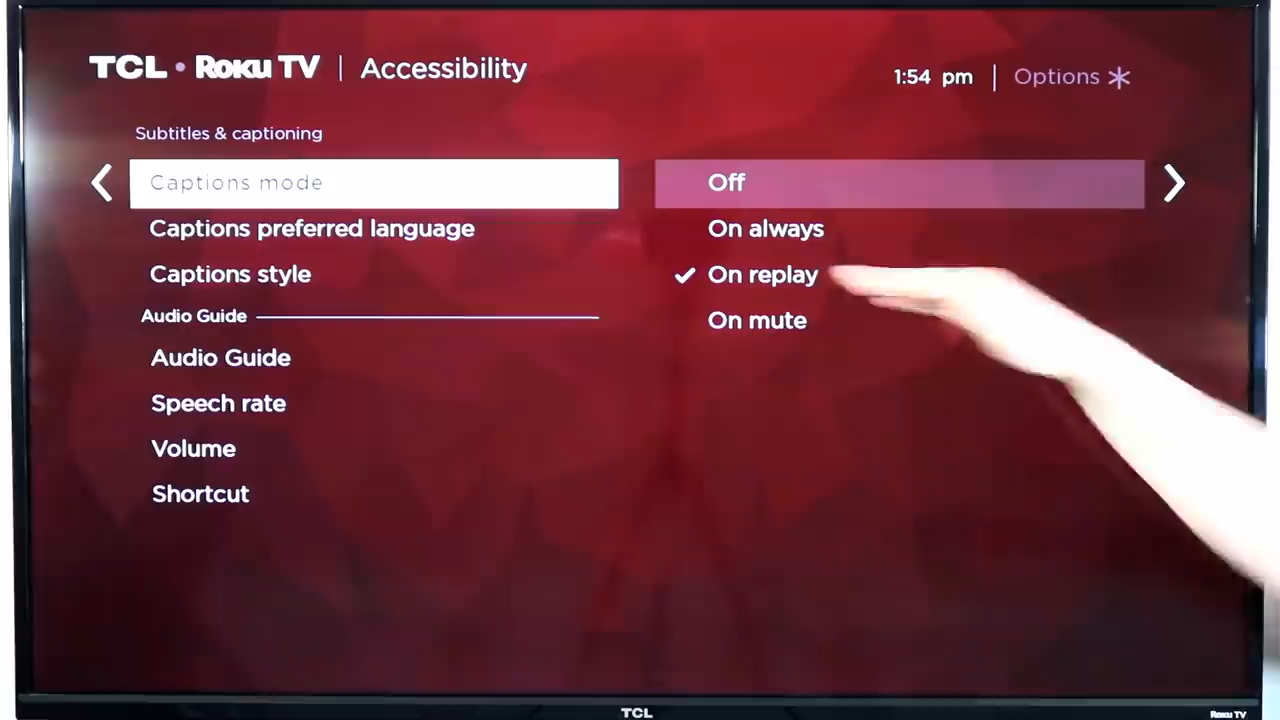 TCL • Roku TV | Accessibility
1:54 pm | Options *
Subtitles & captioning
Captions mode
Captions preferred language
Captions style
Audio Guide
Audio Guide
Speech rate
Volume
Shortcut
Off
On always
On replay
On mute
TCL
Roku TV